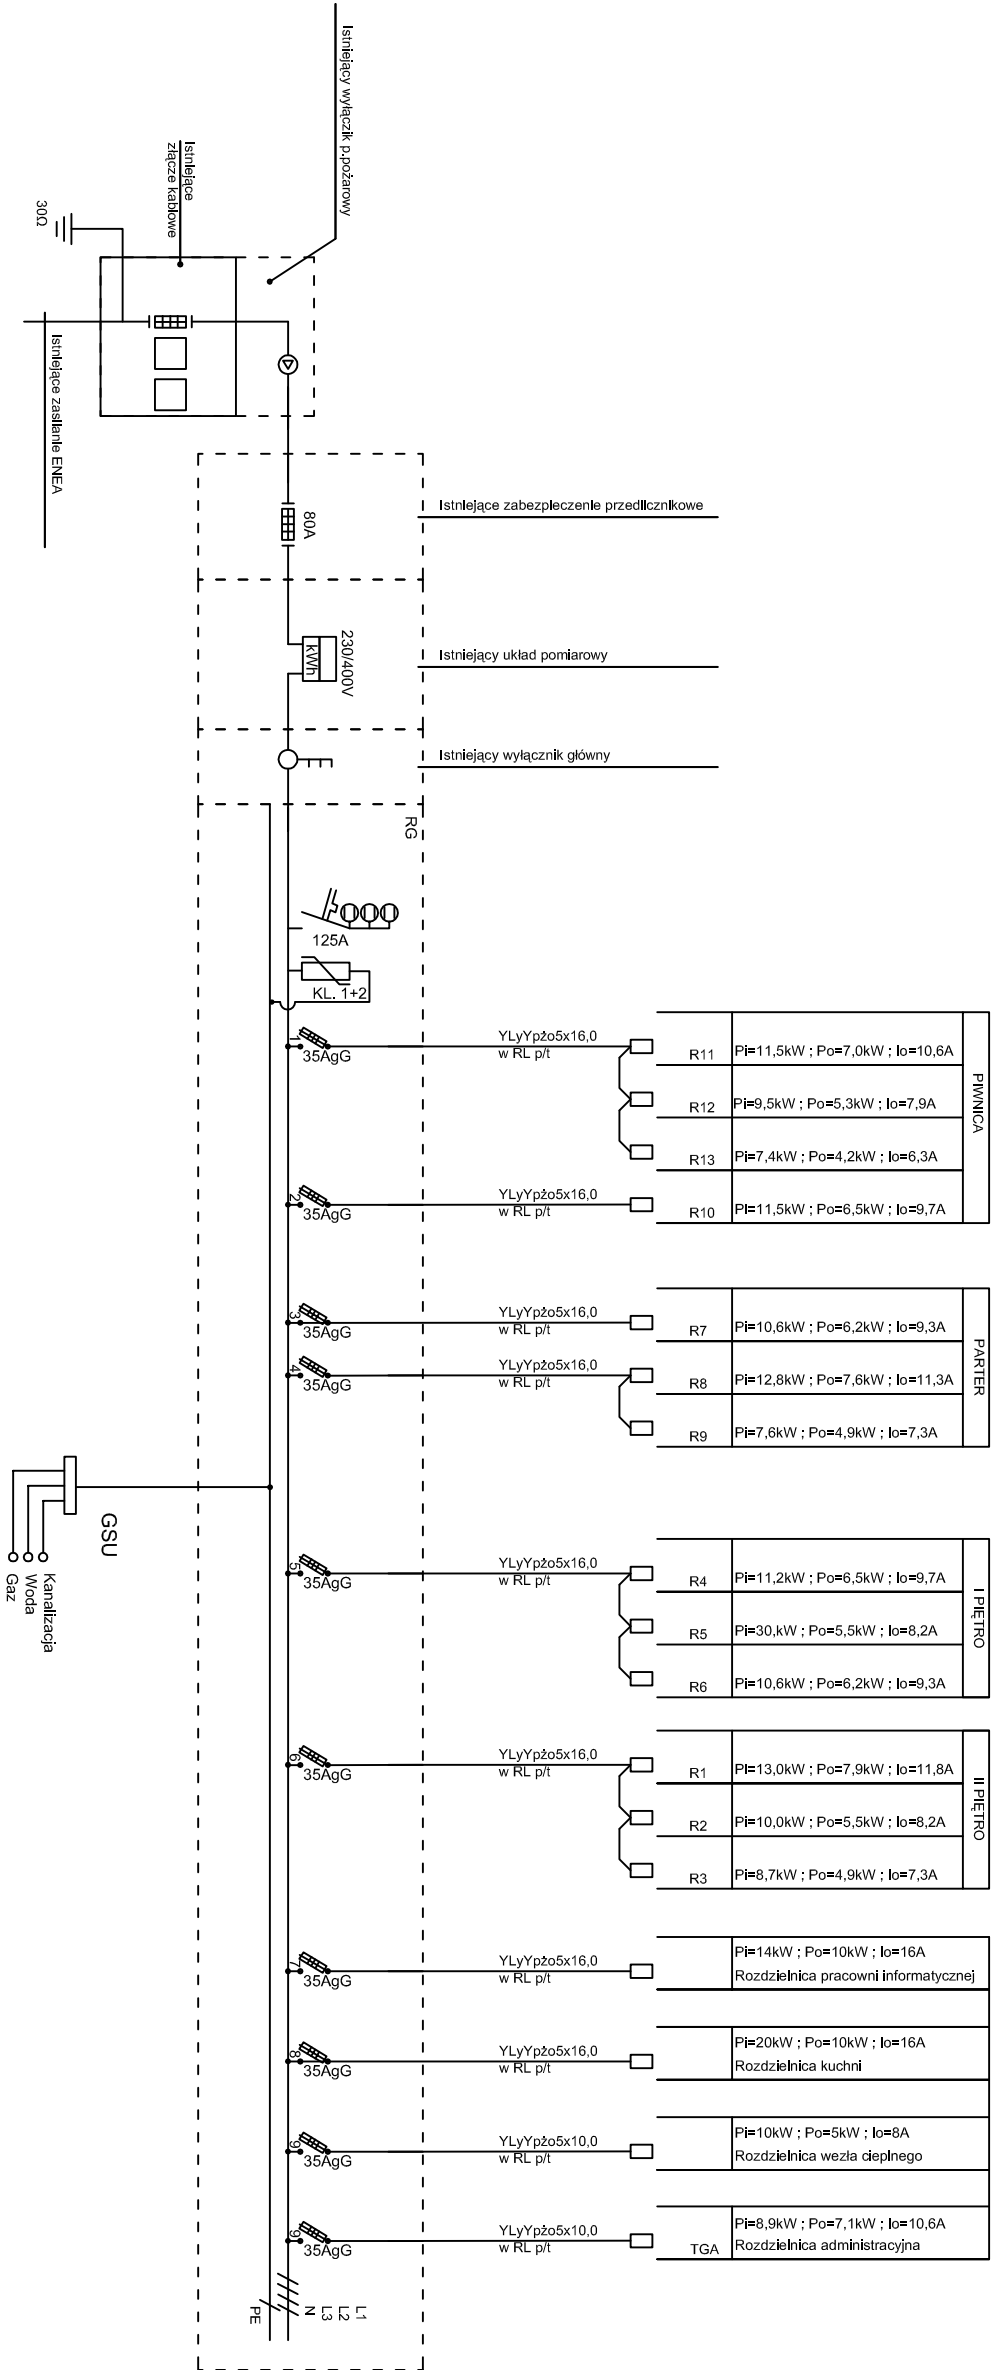 Istniejący wyłączik p.pożarowy
Istniejące
złącze kablowe
30Ω
Istniejące zasilanie ENEA
80A
Istniejące zabezpieczenie przedlicznikowe
230/400V
kWh
Istniejący układ pomiarowy
Istniejący wyłącznik główny
RG
125A
KL. 1+2
1
35AgG
YLyYpżo5x16,0
w RL p/t
R11
Pi=11,5kW ; Po=7,0kW ; Io=10,6A
PIWNICA
R12
Pi=9,5kW ; Po=5,3kW ; Io=7,9A
R13
Pi=7,4kW ; Po=4,2kW ; Io=6,3A
2
35AgG
YLyYpżo5x16,0
w RL p/t
R10
Pi=11,5kW ; Po=6,5kW ; Io=9,7A
3
35AgG
YLyYpżo5x16,0
w RL p/t
R7
Pi=10,6kW ; Po=6,2kW ; Io=9,3A
PARTER
4
35AgG
YLyYpżo5x16,0
w RL p/t
R8
Pi=12,8kW ; Po=7,6kW ; Io=11,3A
R9
Pi=7,6kW ; Po=4,9kW ; Io=7,3A
GSU
Kanalizacja
Woda
Gaz
5
35AgG
YLyYpżo5x16,0
w RL p/t
R4
Pi=11,2kW ; Po=6,5kW ; Io=9,7A
I PIĘTRO
R5
Pi=30,kW ; Po=5,5kW ; Io=8,2A
R6
Pi=10,6kW ; Po=6,2kW ; Io=9,3A
6
35AgG
YLyYpżo5x16,0
w RL p/t
R1
Pi=13,0kW ; Po=7,9kW ; Io=11,8A
II PIĘTRO
R2
Pi=10,0kW ; Po=5,5kW ; Io=8,2A
R3
Pi=8,7kW ; Po=4,9kW ; Io=7,3A
7
35AgG
YLyYpżo5x16,0
w RL p/t
Pi=14kW ; Po=10kW ; Io=16A
Rozdzielnica pracowni informatycznej
8
35AgG
YLyYpżo5x16,0
w RL p/t
Pi=20kW ; Po=10kW ; Io=16A
Rozdzielnica kuchni
9
35AgG
YLyYpżo5x10,0
w RL p/t
Pi=10kW ; Po=5kW ; Io=8A
Rozdzielnica wezła cieplnego
9
35AgG
YLyYpżo5x10,0
w RL p/t
TGA
Pi=8,9kW ; Po=7,1kW ; Io=10,6A
Rozdzielnica administracyjna
L1
L2
L3
N
PE